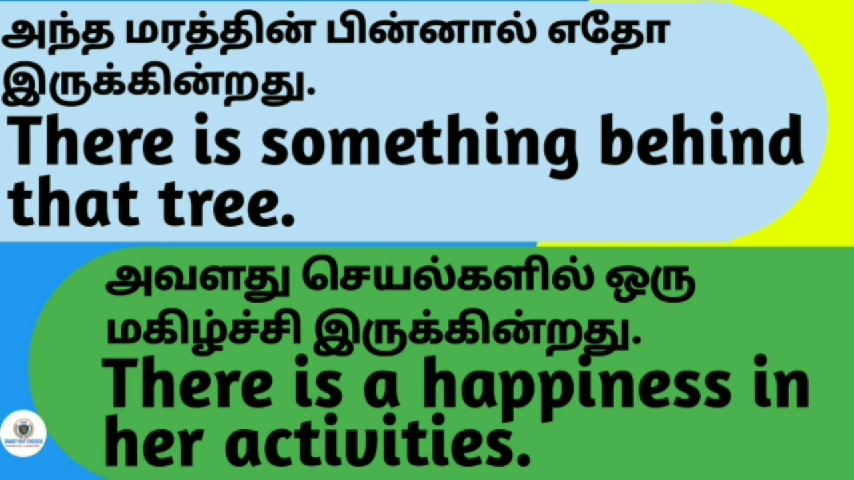 அந்த மரத்தின் பின்னால் எதோ
இருக்கின்றது.
There is something behind
that tree.
அவளது செயல்களில் ஒரு
மகிழ்ச்சி இருக்கின்றது.
There is a happiness in
her activities.